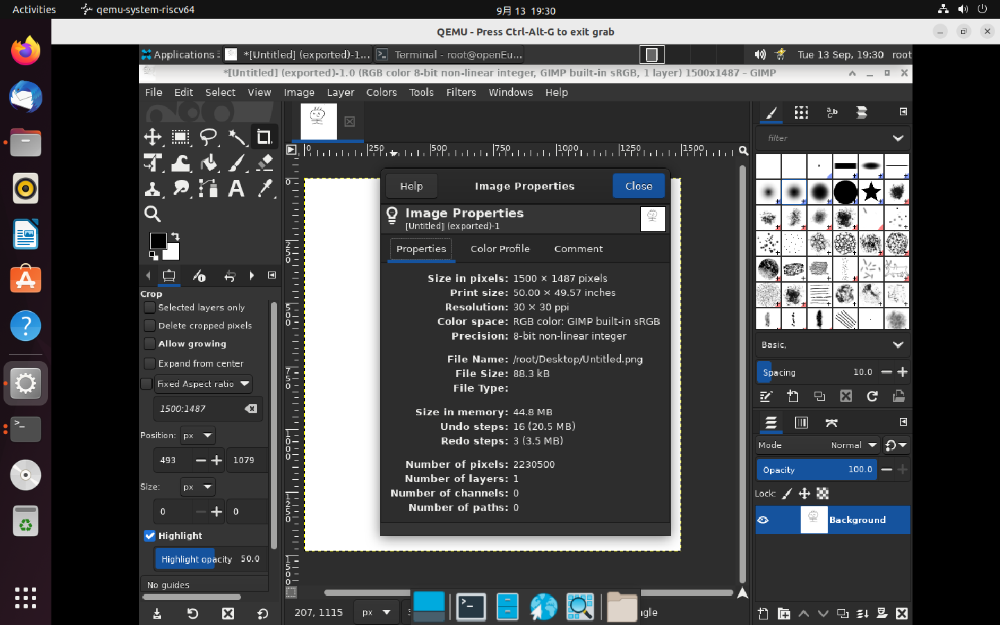 Activities qemu-system-riscv64 9月 13 19:30
QEMU - Press Ctrl-Alt-G to exit grab
Applications *[Untitled] (exported)-1... Terminal - root@openEu... Tue 13 Sep, 19:30 root
*[Untitled] (exported)-1.0 (RGB color 8-bit non-linear integer, GIMP built-in sRGB, 1 layer) 1500x1487 – GIMP
File Edit Select View Image Layer Colors Tools Filters Windows Help
0 250 500 750 1000 1250 1500
filter
Help Image Properties Close
Image Properties
[Untitled] (exported)-1
Properties Color Profile Comment
Size in pixels: 1500 × 1487 pixels
Print size: 50.00 × 49.57 inches
Resolution: 30 × 30 ppi
Color space: RGB color: GIMP built-in sRGB
Precision: 8-bit non-linear integer
File Name: /root/Desktop/Untitled.png
File Size: 88.3 kB
File Type:
Size in memory: 44.8 MB
Undo steps: 16 (20.5 MB)
Redo steps: 3 (3.5 MB)
Number of pixels: 2230500
Number of layers: 1
Number of channels: 0
Number of paths: 0
Crop
Selected layers only
Delete cropped pixels
Allow growing
Expand from center
Fixed Aspect ratio
1500:1487
Position: px
493 1079
Size: px
0 0
Highlight
Highlight opacity 50.0
No guides
0
250
500
750
1000
1250
1500
207, 1115 px
Basic,
Spacing 10.0
Mode Normal
Opacity 100.0
Lock:
Background